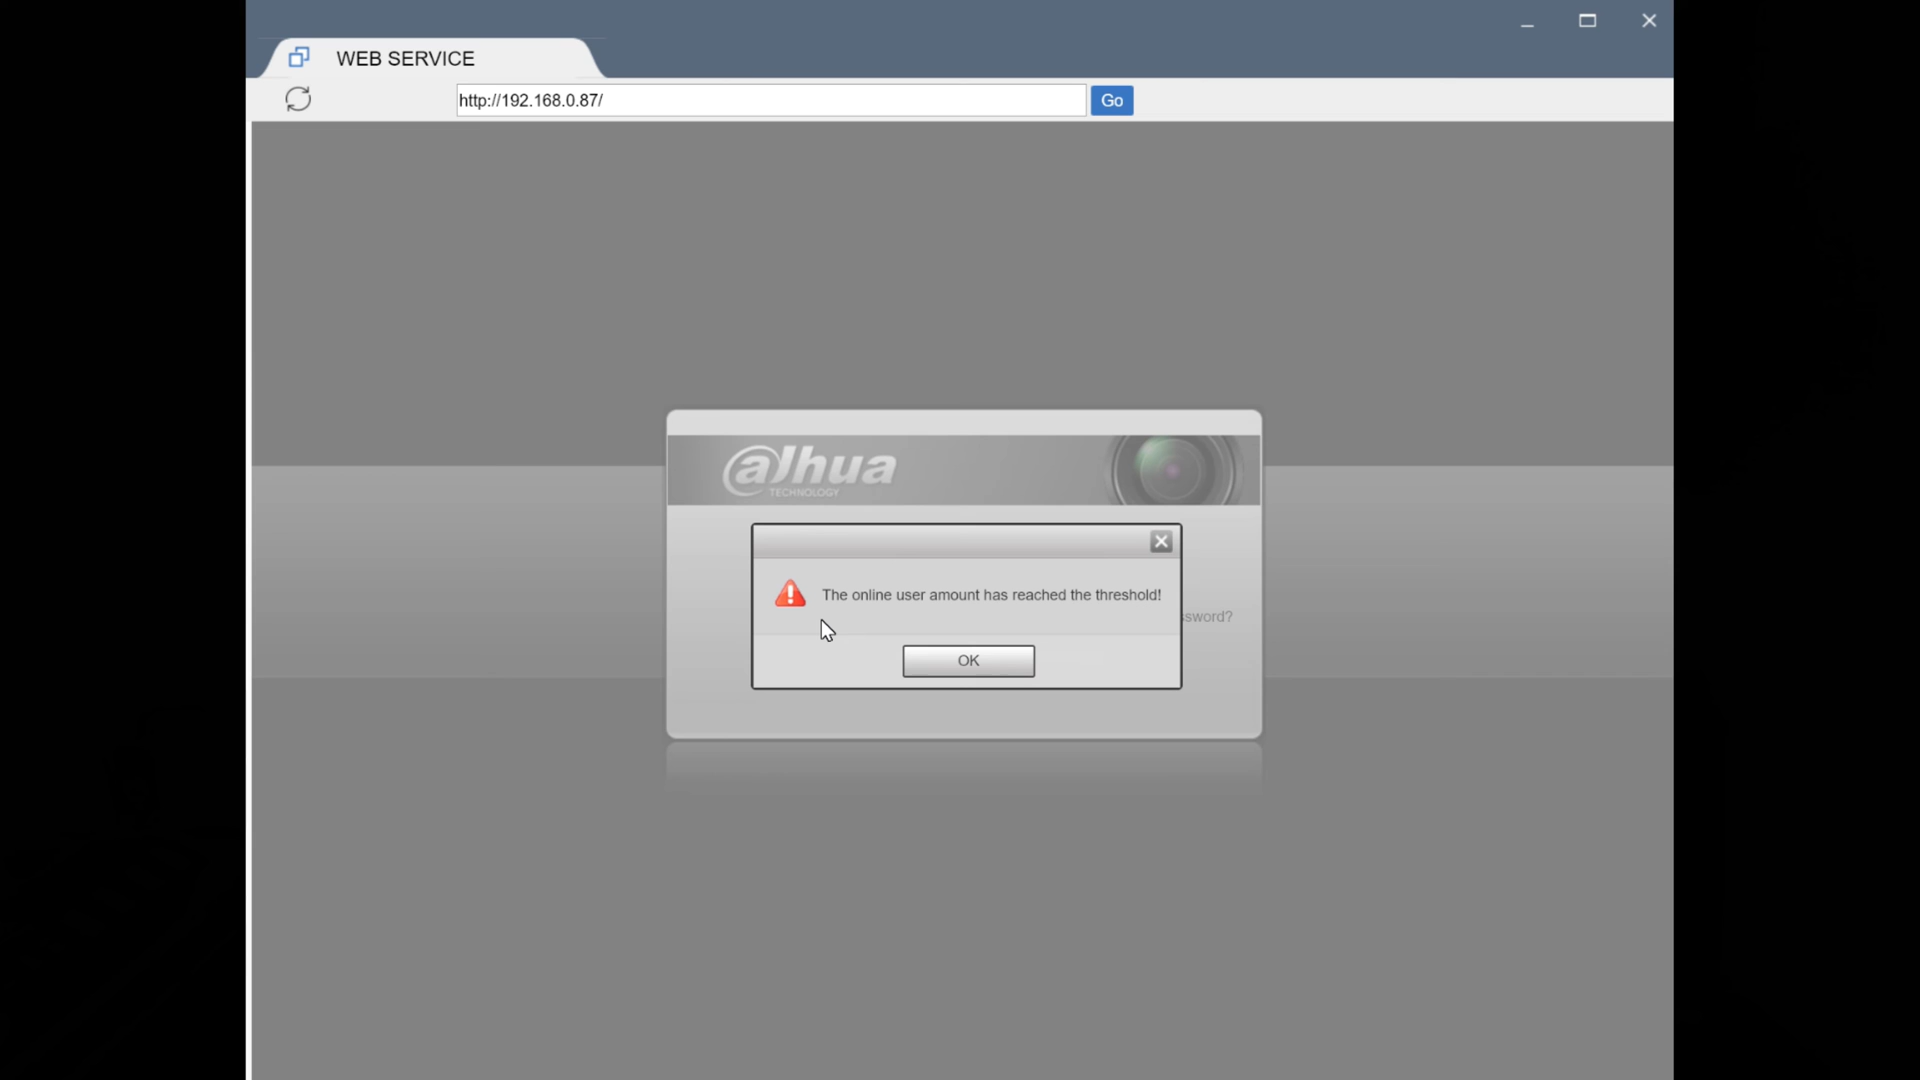 WEB SERVICE
http://192.168.0.87/
Go
alhua
TECHNOLOGY
The online user amount has reached the threshold!
sword?
OK